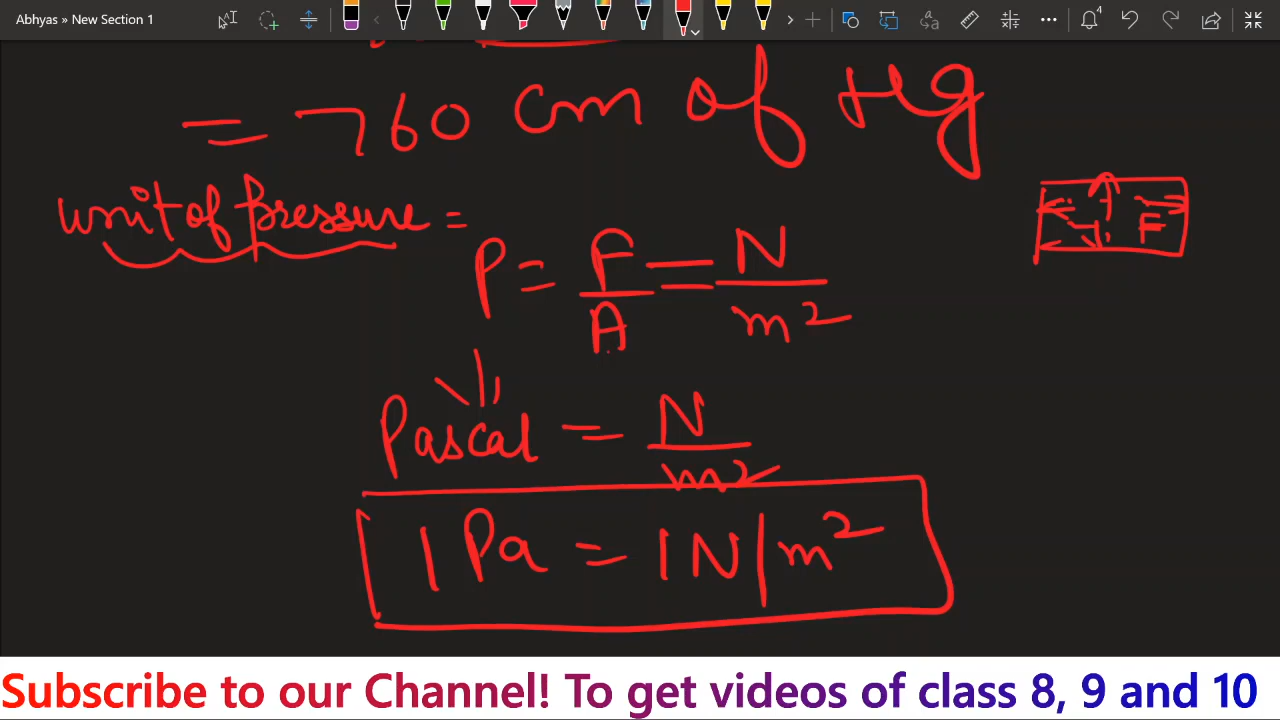 Abhyas » New Section 1
= 760 cm of Hg
unit of Pressure =
P = F/A = N/m²
F
Pascal = N/m²
1 Pa = 1N|m²
Subscribe to our Channel! To get videos of class 8, 9 and 10